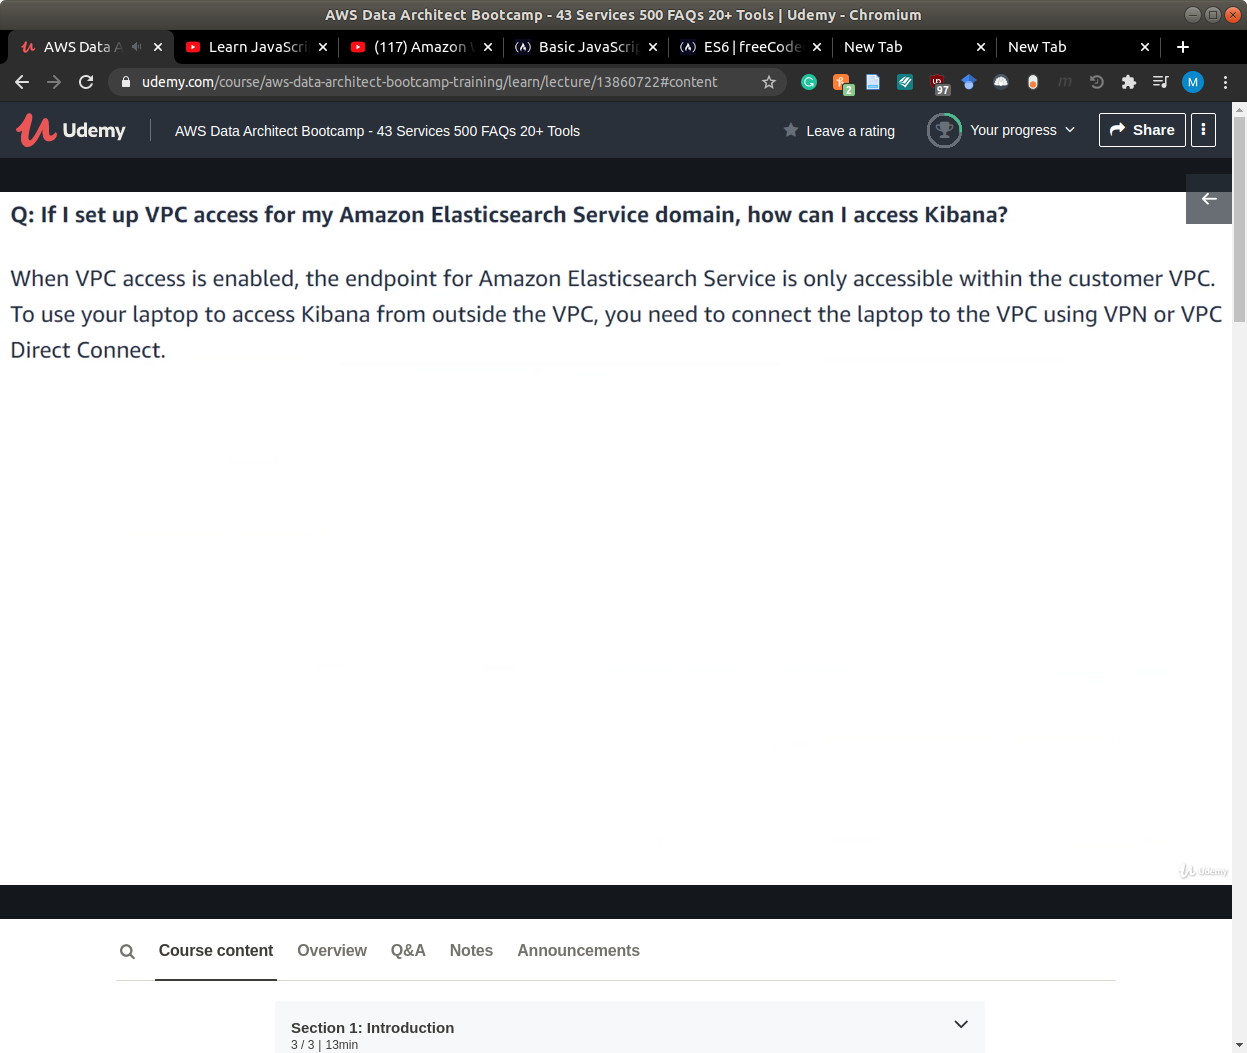 AWS Data Architect Bootcamp - 43 Services 500 FAQs 20+ Tools | Udemy - Chromium
AWS Data A
Learn JavaScri
(117) Amazon
Basic JavaScrip
ES6 | freeCode
New Tab
New Tab
udemy.com/course/aws-data-architect-bootcamp-training/learn/lecture/13860722#content
2
97
M
Udemy
AWS Data Architect Bootcamp - 43 Services 500 FAQs 20+ Tools
Leave a rating
Your progress
Share
Q: If I set up VPC access for my Amazon Elasticsearch Service domain, how can I access Kibana?
When VPC access is enabled, the endpoint for Amazon Elasticsearch Service is only accessible within the customer VPC.
To use your laptop to access Kibana from outside the VPC, you need to connect the laptop to the VPC using VPN or VPC
Direct Connect.
Udemy
Course content
Overview
Q&A
Notes
Announcements
Section 1: Introduction
3 / 3 | 13min